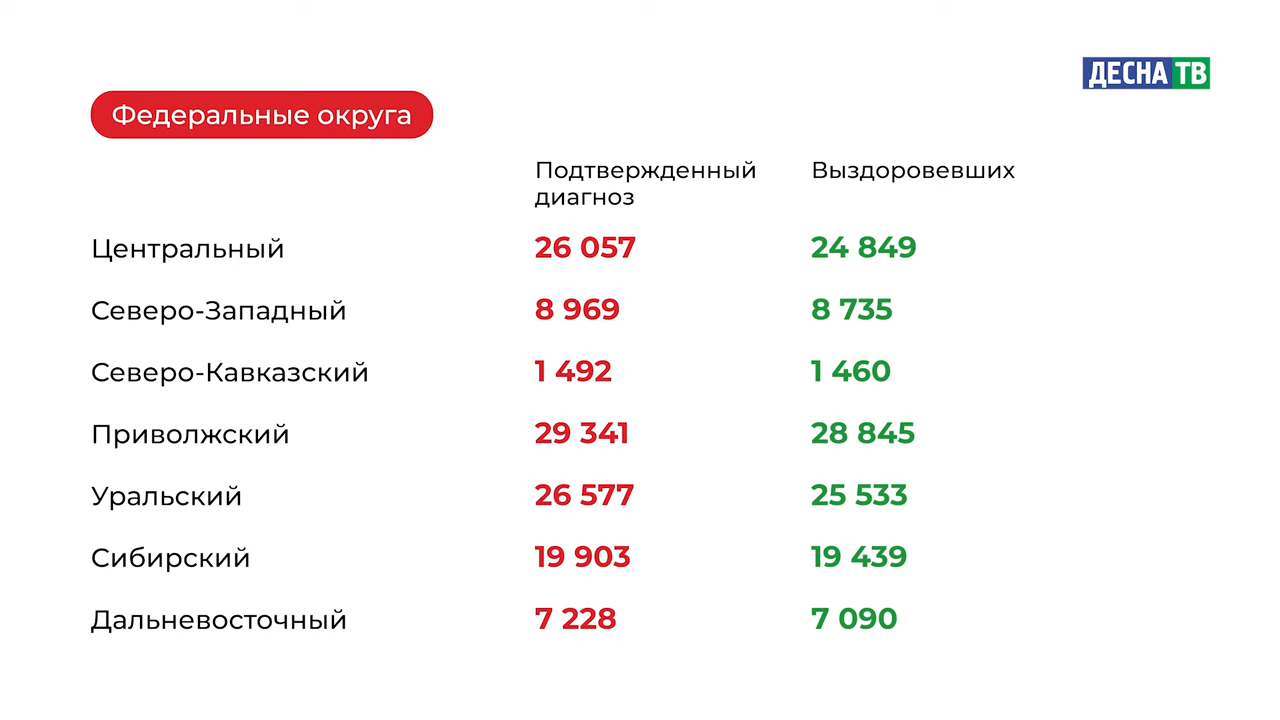 ДЕСНА ТВ
Федеральные округа
Подтвержденный Выздоровевших
диагноз
Центральный 26 057 24 849
Северо-Западный 8 969 8 735
Северо-Кавказский 1 492 1 460
Приволжский 29 341 28 845
Уральский 26 577 25 533
Сибирский 19 903 19 439
Дальневосточный 7 228 7 090